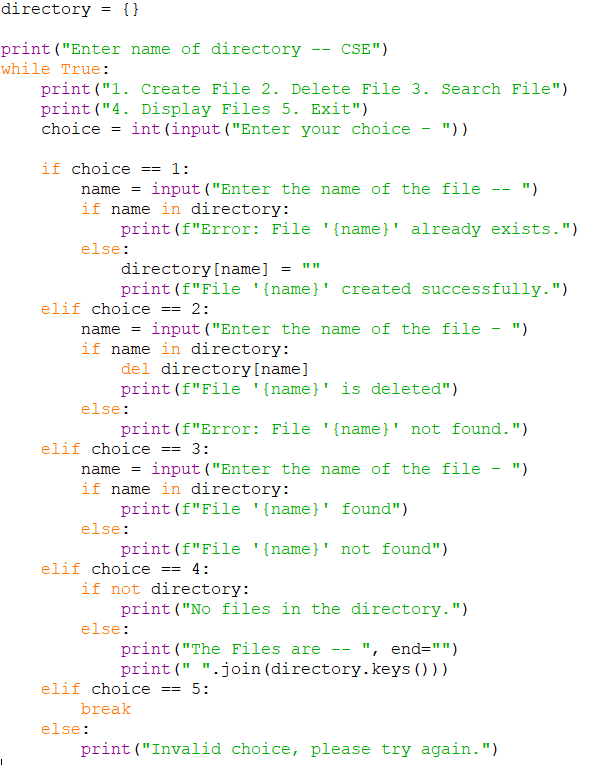 directory = {}

print("Enter name of directory -- CSE")
while True:
    print("1. Create File 2. Delete File 3. Search File")
    print("4. Display Files 5. Exit")
    choice = int(input("Enter your choice - "))

    if choice == 1:
        name = input("Enter the name of the file -- ")
        if name in directory:
            print(f"Error: File '{name}' already exists.")
        else:
            directory[name] = ""
            print(f"File '{name}' created successfully.")
    elif choice == 2:
        name = input("Enter the name of the file - ")
        if name in directory:
            del directory[name]
            print(f"File '{name}' is deleted")
        else:
            print(f"Error: File '{name}' not found.")
    elif choice == 3:
        name = input("Enter the name of the file - ")
        if name in directory:
            print(f"File '{name}' found")
        else:
            print(f"File '{name}' not found")
    elif choice == 4:
        if not directory:
            print("No files in the directory.")
        else:
            print("The Files are -- ", end="")
            print(" ".join(directory.keys()))
    elif choice == 5:
        break
    else:
        print("Invalid choice, please try again.")